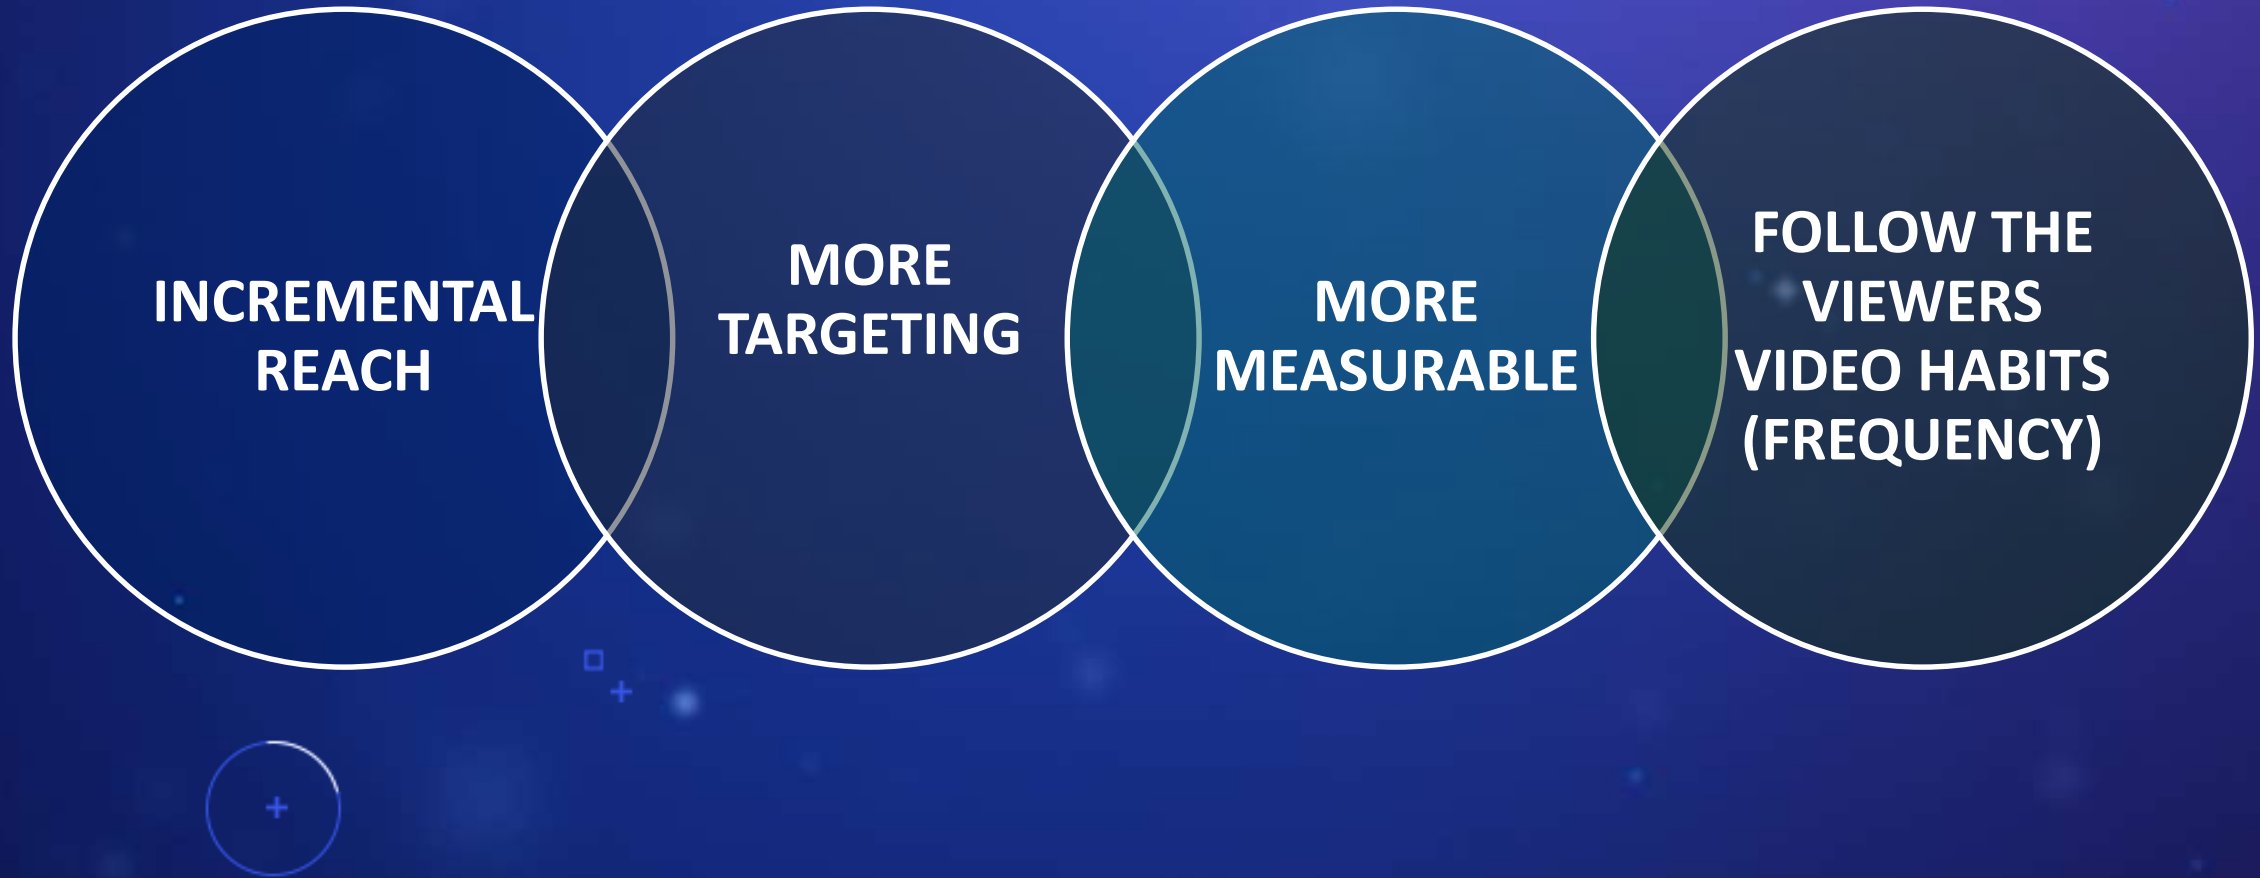 INCREMENTAL
REACH
MORE
TARGETING
MORE
MEASURABLE
FOLLOW THE
VIEWERS
VIDEO HABITS
(FREQUENCY)